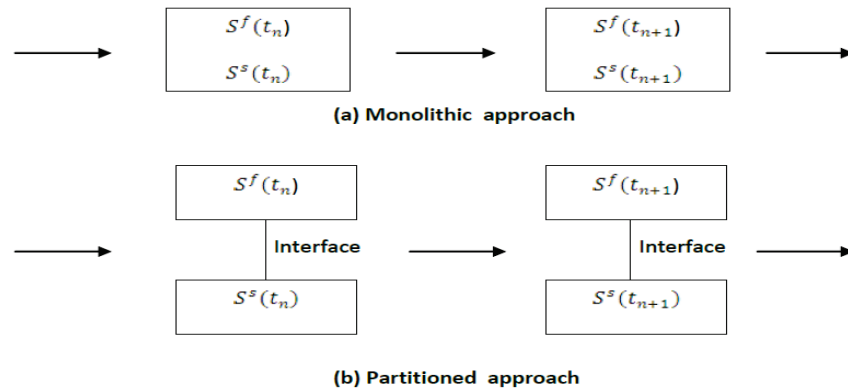 S^f(t_n) S^f(t_{n+1})
S^s(t_n) S^s(t_{n+1})
(a) Monolithic approach
S^f(t_n) S^f(t_{n+1})
Interface Interface
S^s(t_n) S^s(t_{n+1})
(b) Partitioned approach